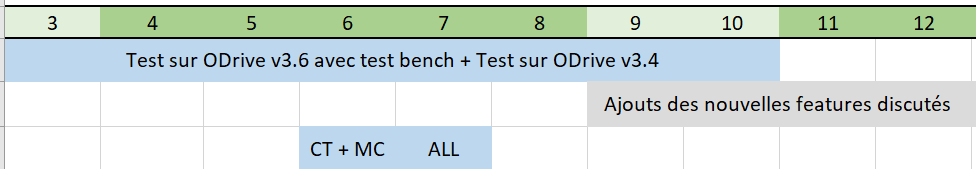 3 4 5 6 7 8 9 10 11 12
Test sur ODrive v3.6 avec test bench + Test sur ODrive v3.4
Ajouts des nouvelles features discutés
CT + MC ALL